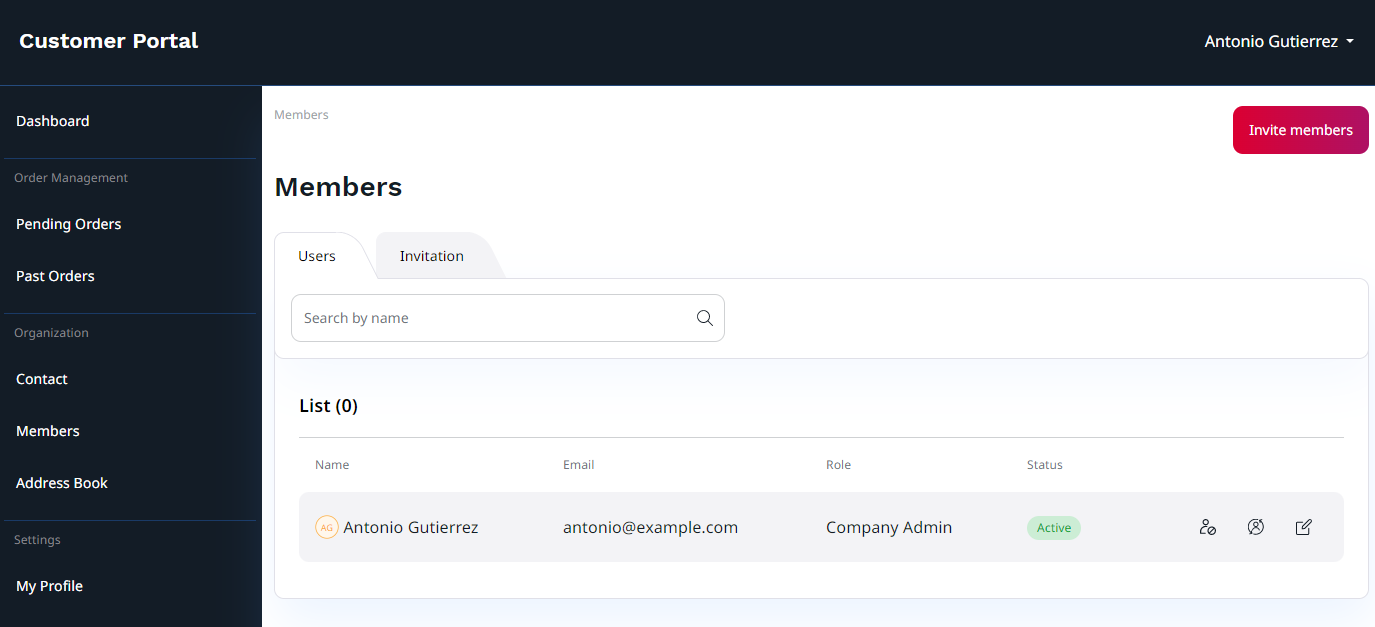 Customer Portal
Antonio Gutierrez
Dashboard
Order Management
Pending Orders
Past Orders
Organization
Contact
Members
Address Book
Settings
My Profile
Members
Invite members
Members
Users
Invitation
Search by name
List (0)
Name Email Role Status
AG Antonio Gutierrez antonio@example.com Company Admin Active